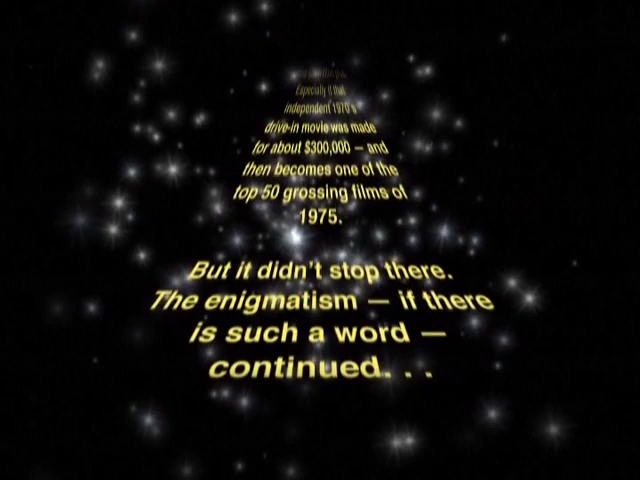 Especially if that
independent 1970's
drive-in movie was made
for about $300,000 — and
then becomes one of the
top 50 grossing films of
1975.
But it didn't stop there.
The enigmatism — if there
is such a word —
continued. . .